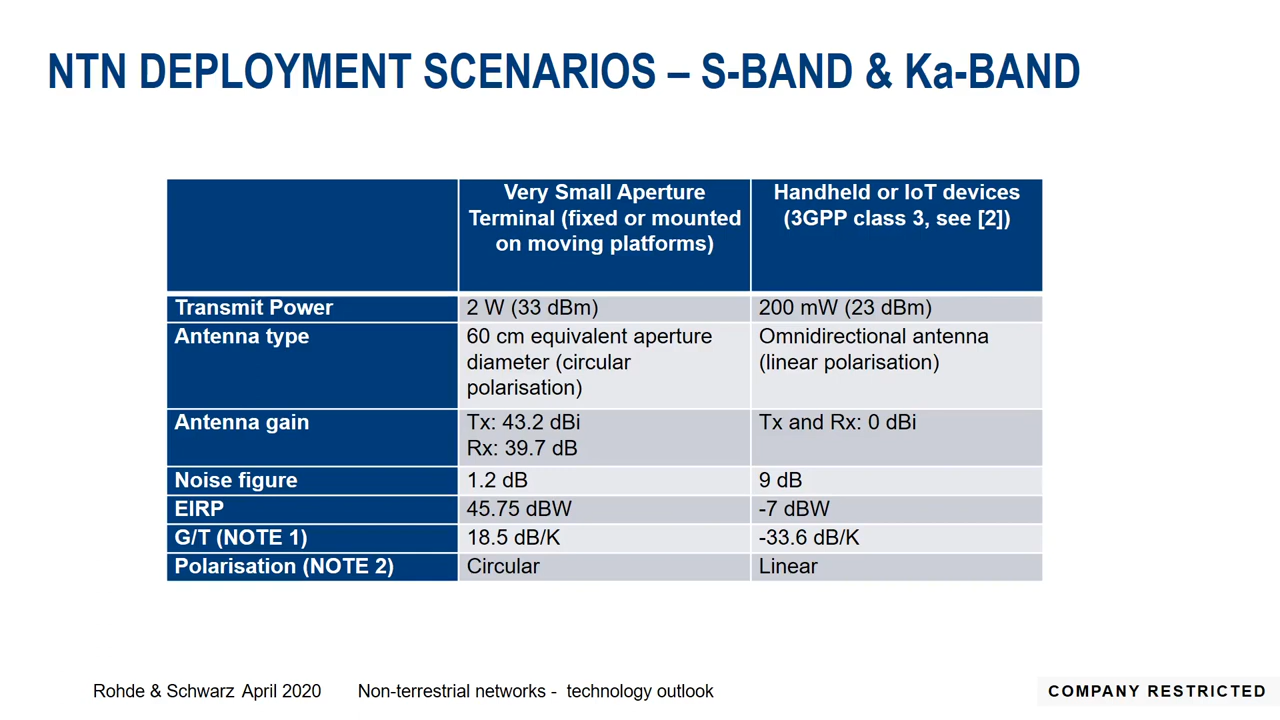 NTN DEPLOYMENT SCENARIOS – S-BAND & Ka-BAND
Very Small Aperture
Terminal (fixed or mounted
on moving platforms)
Handheld or IoT devices
(3GPP class 3, see [2])
Transmit Power
2 W (33 dBm)
200 mW (23 dBm)
Antenna type
60 cm equivalent aperture
diameter (circular
polarisation)
Omnidirectional antenna
(linear polarisation)
Antenna gain
Tx: 43.2 dBi
Rx: 39.7 dB
Tx and Rx: 0 dBi
Noise figure
1.2 dB
9 dB
EIRP
45.75 dBW
-7 dBW
G/T (NOTE 1)
18.5 dB/K
-33.6 dB/K
Polarisation (NOTE 2)
Circular
Linear
Rohde & Schwarz April 2020
Non-terrestrial networks - technology outlook
COMPANY RESTRICTED